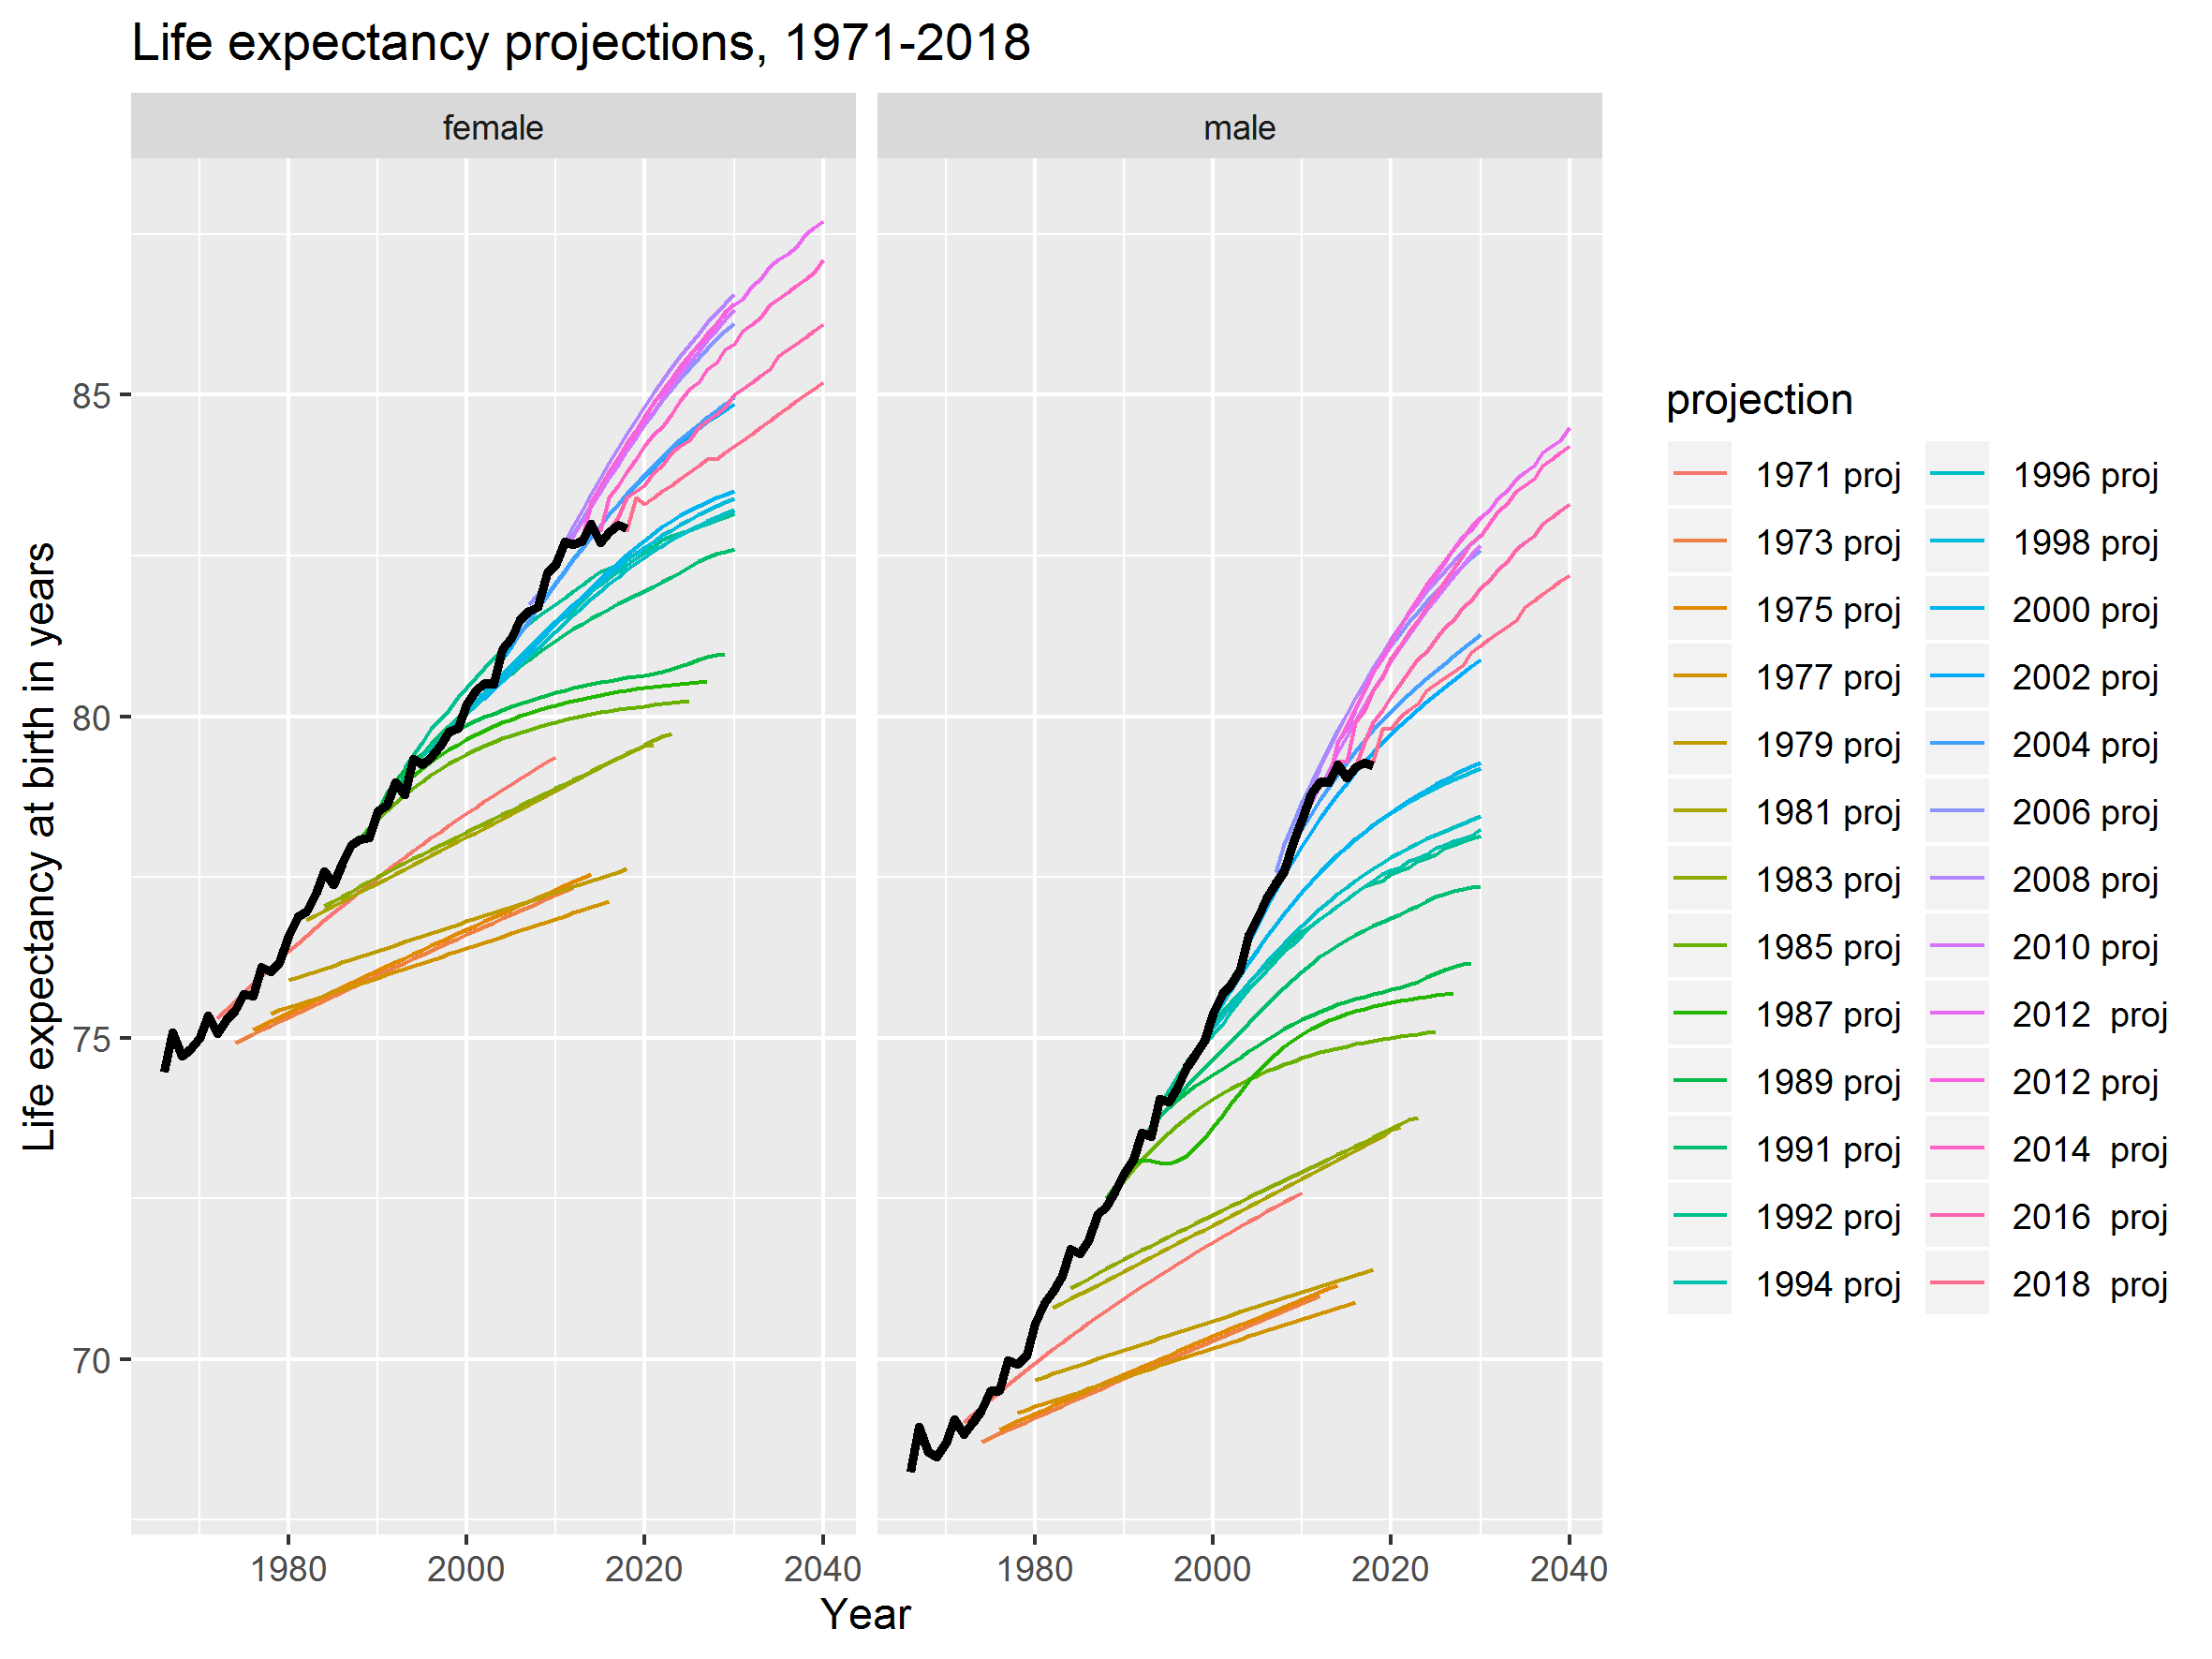 Life expectancy projections, 1971-2018
female
male
Life expectancy at birth in years
85
80
75
70
1980
2000
2020
2040
1980
2000
2020
2040
Year
projection
1971 proj
1973 proj
1975 proj
1977 proj
1979 proj
1981 proj
1983 proj
1985 proj
1987 proj
1989 proj
1991 proj
1992 proj
1994 proj
1996 proj
1998 proj
2000 proj
2002 proj
2004 proj
2006 proj
2008 proj
2010 proj
2012  proj
2012 proj
2014  proj
2016  proj
2018  proj